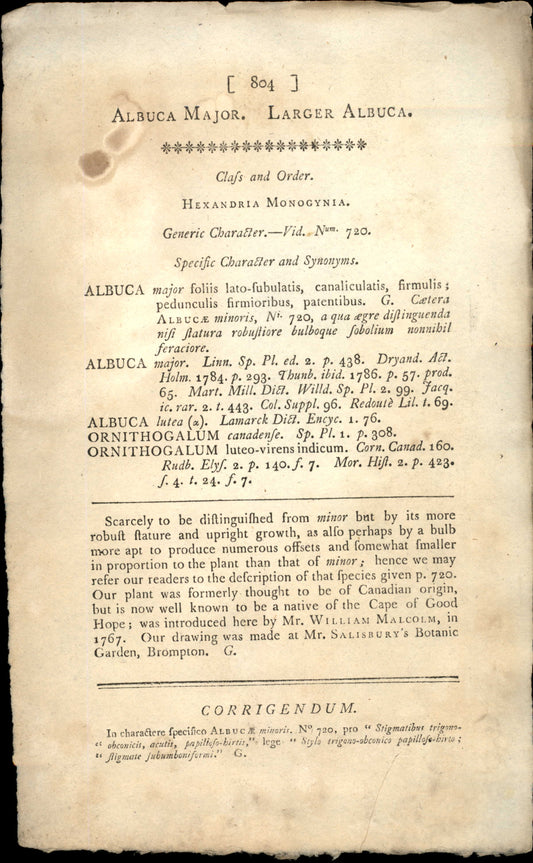 [ 804 ]
ALBUCA MAJOR. LARGER ALBUCA.
*****************
Claſs and Order.
HEXANDRIA MONOGYNIA.
Generic Character.—Vid. Num. 720.
Specific Character and Synonyms.
ALBUCA major foliis lato-ſubulatis, canaliculatis, firmulis;
pedunculis firmioribus, patentibus. G. Cætera
ALBUCÆ minoris, Ni. 720, a qua ægre diſtinguenda
niſi ſtatura robuſtiore bulboque ſobolium nonnihil
feraciore.
ALBUCA major. Linn. Sp. Pl. ed. 2. p. 438. Dryand. Act.
Holm. 1784. p. 293. Thunb. ibid. 1786. p. 57. prod.
65. Mart. Mill. Dict. Willd. Sp. Pl. 2. 99. Jacq.
ic. rar. 2. t. 443. Col. Suppl. 96. Redoutè Lil. t. 69.
ALBUCA lutea (α). Lamarck Dict. Encyc. 1. 76.
ORNITHOGALUM canadenſe. Sp. Pl. 1. p. 308.
ORNITHOGALUM luteo-virens indicum. Corn. Canad. 160.
Rudb. Elyſ. 2. p. 140. f. 7. Mor. Hiſt. 2. p. 423.
ſ. 4. t. 24. f. 7.
Scarcely to be diſtinguiſhed from minor but by its more
robuſt ſtature and upright growth, as alſo perhaps by a bulb
more apt to produce numerous offsets and ſomewhat ſmaller
in proportion to the plant than that of minor; hence we may
refer our readers to the deſcription of that ſpecies given p. 720.
Our plant was formerly thought to be of Canadian origin,
but is now well known to be a native of the Cape of Good
Hope; was introduced here by Mr. WILLIAM MALCOLM, in
1767. Our drawing was made at Mr. SALISBURY's Botanic
Garden, Brompton. G.
CORRIGENDUM.
In charactere ſpecifico ALBUCÆ minoris. No 720, pro “ Stigmatibus trigono-
“ obconicis, acutis, papilloſo-hirtis,” lege “ Stylo trigono-obconico papilloſo-hirto;
“ ſtigmate ſubumboniformi.” G.